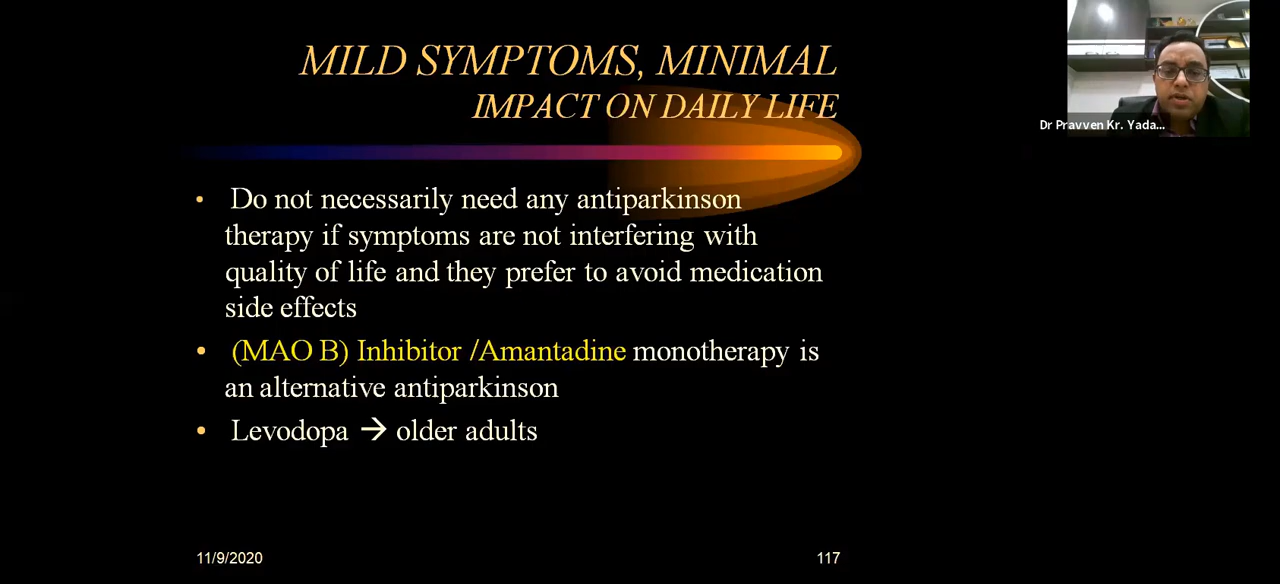 MILD SYMPTOMS, MINIMAL
IMPACT ON DAILY LIFE
Dr Pravven Kr. Yada...
• Do not necessarily need any antiparkinson
therapy if symptoms are not interfering with
quality of life and they prefer to avoid medication
side effects
• (MAO B) Inhibitor /Amantadine monotherapy is
an alternative antiparkinson
• Levodopa → older adults
11/9/2020
117